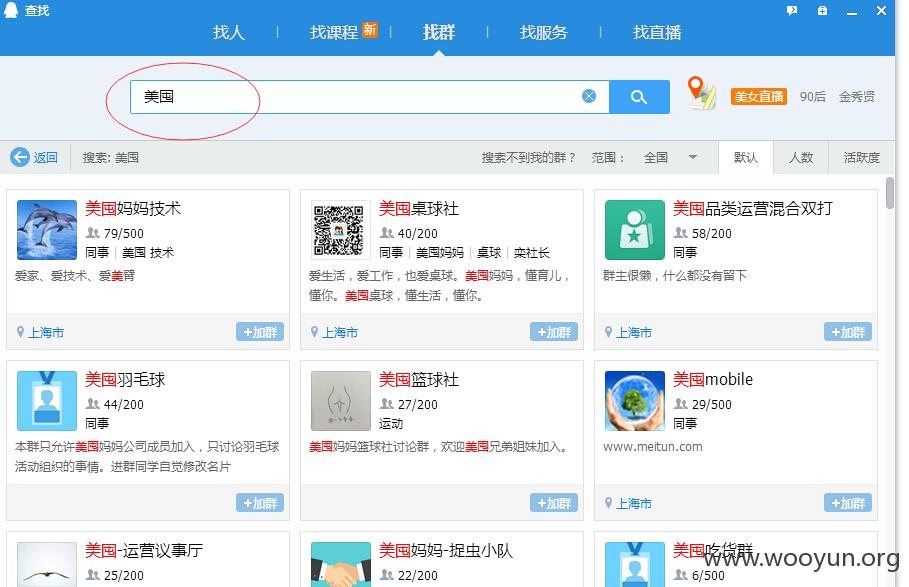 查找
找人 找课程 新 找群 找服务 找直播
美囤
美女直播 90后 金秀贤
返回 搜索: 美囤 搜索不到我的群？ 范围： 全国 默认 人数 活跃度
美囤妈妈技术
79/500
同事 | 美囤 技术
爱家、爱技术、爱美臀
上海市 +加群
美囤桌球社
40/200
同事 | 美囤妈妈 | 桌球 | 栾社长
爱生活，爱工作，也爱桌球。美囤妈妈，懂育儿，
懂你。美囤桌球，懂生活，懂你。
上海市 +加群
美囤品类运营混合双打
58/200
同事
群主很懒，什么都没有留下
上海市 +加群
美囤羽毛球
44/200
同事
本群只允许美囤妈妈公司成员加入，只讨论羽毛球
活动组织的事情。进群同学自觉修改名片
+加群
美囤篮球社
27/200
运动
美囤妈妈篮球社讨论群，欢迎美囤兄弟姐妹加入。
+加群
美囤mobile
29/500
同事
www.meitun.com
上海市 +加群
美囤-运营议事厅
25/200
美囤妈妈-捉虫小队
22/200
美囤吃货群
6/500
www.wooyun.org